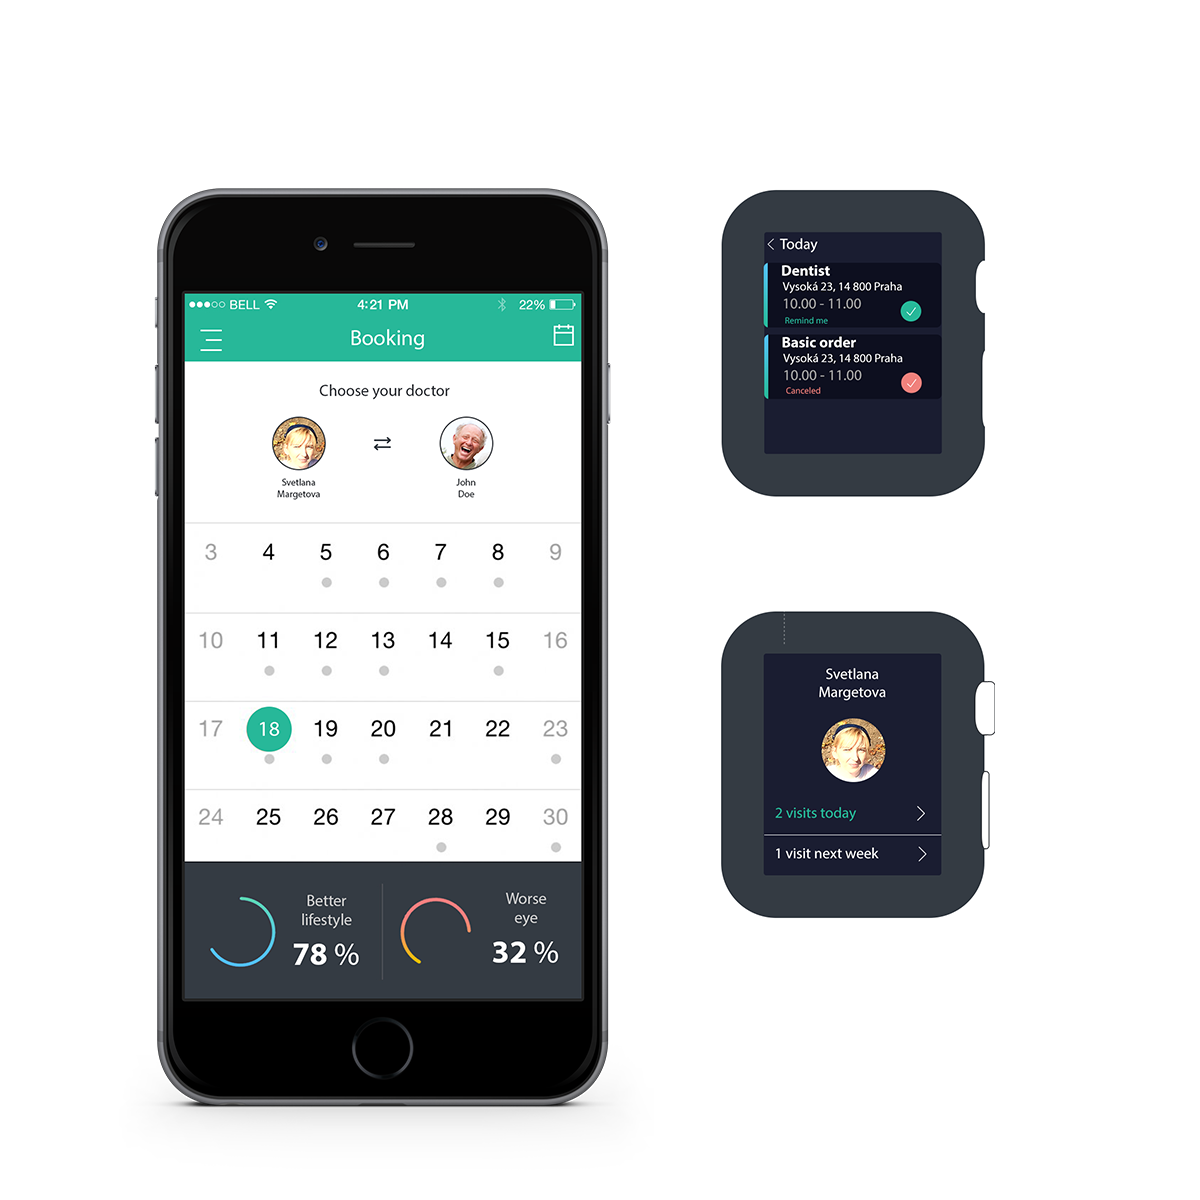 BELL 4:21 PM 22%
Booking
Choose your doctor
Svetlana
Margetova
John
Doe
3 4 5 6 7 8 9
10 11 12 13 14 15 16
17 18 19 20 21 22 23
24 25 26 27 28 29 30
Better
lifestyle
78 %
Worse
eye
32 %
Today
Dentist
Vysoká 23, 14 800 Praha
10.00 - 11.00
Remind me
Basic order
Vysoká 23, 14 800 Praha
10.00 - 11.00
Canceled
Svetlana
Margetova
2 visits today
1 visit next week